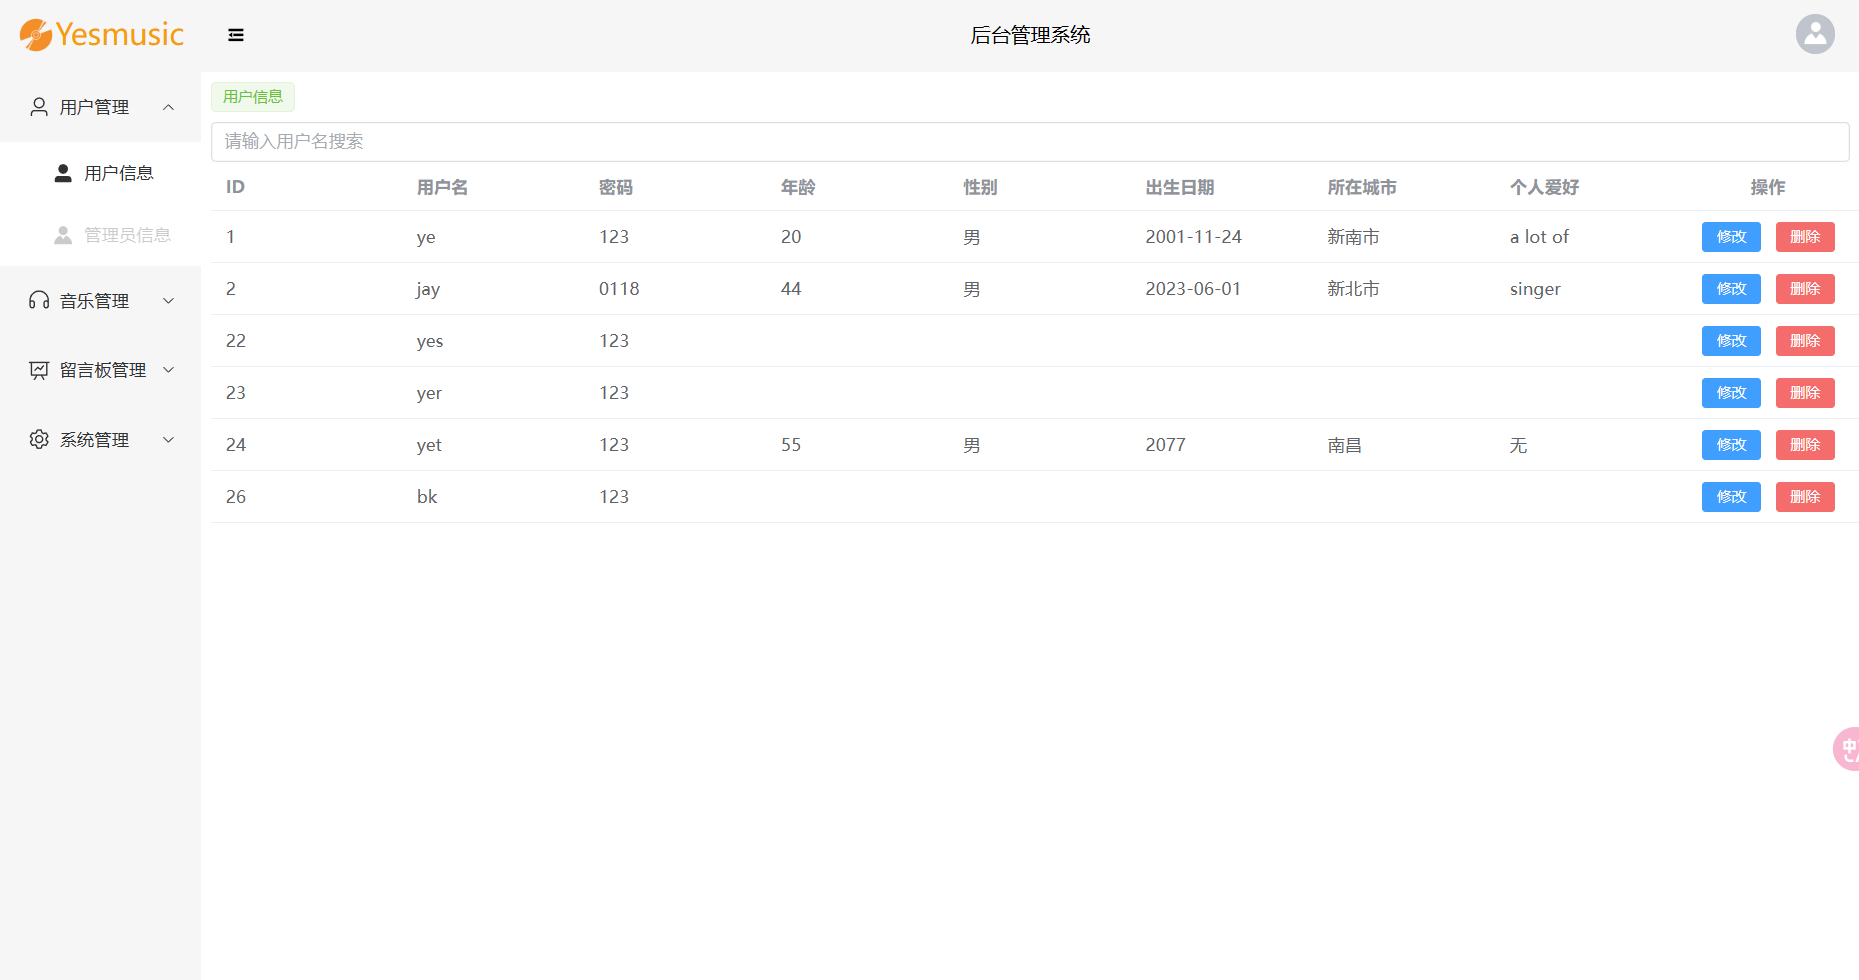 Yesmusic
后台管理系统
用户管理
用户信息
管理员信息
音乐管理
留言板管理
系统管理
用户信息
请输入用户名搜索
ID 用户名 密码 年龄 性别 出生日期 所在城市 个人爱好 操作
1 ye 123 20 男 2001-11-24 新南市 a lot of 修改 删除
2 jay 0118 44 男 2023-06-01 新北市 singer 修改 删除
22 yes 123 修改 删除
23 yer 123 修改 删除
24 yet 123 55 男 2077 南昌 无 修改 删除
26 bk 123 修改 删除
中